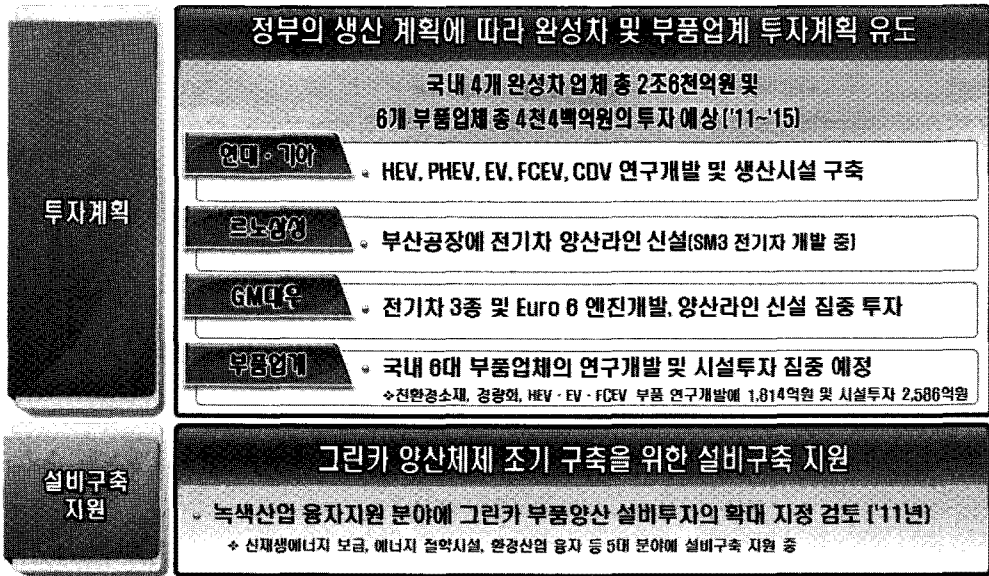 투자계획
정부의 생산 계획에 따라 완성차 및 부품업계 투자계획 유도
국내 4개 완성차 업체 총 2조6천억원 및
6개 부품업체 총 4천4백억원의 투자 예상('11~'15)
현대·기아
HEV, PHEV, EV, FCEV, CDV 연구개발 및 생산시설 구축
르노삼성
부산공장에 전기차 양산라인 신설(SM3 전기자 개발 중)
GM대우
전기차 3종 및 Euro 6 엔진개발, 양산라인 신설 집중 투자
부품업계
국내 6대 부품업체의 연구개발 및 시설투자 집중 예정
❖친환경소재, 경량화, HEV·EV·FCEV 부품 연구개발에 1,814억원 및 시설투자 2,586억원
설비구축
지원
그린카 양산체제 조기 구축을 위한 설비구축 지원
녹색산업 융자지원 분야에 그린카 부품양산 설비투자의 확대 지정 검토 ('11년)
❖ 신재생에너지 보급, 에너지 절약시설, 환경산업 융자 등 5대 분야에 설비구축 지원 중